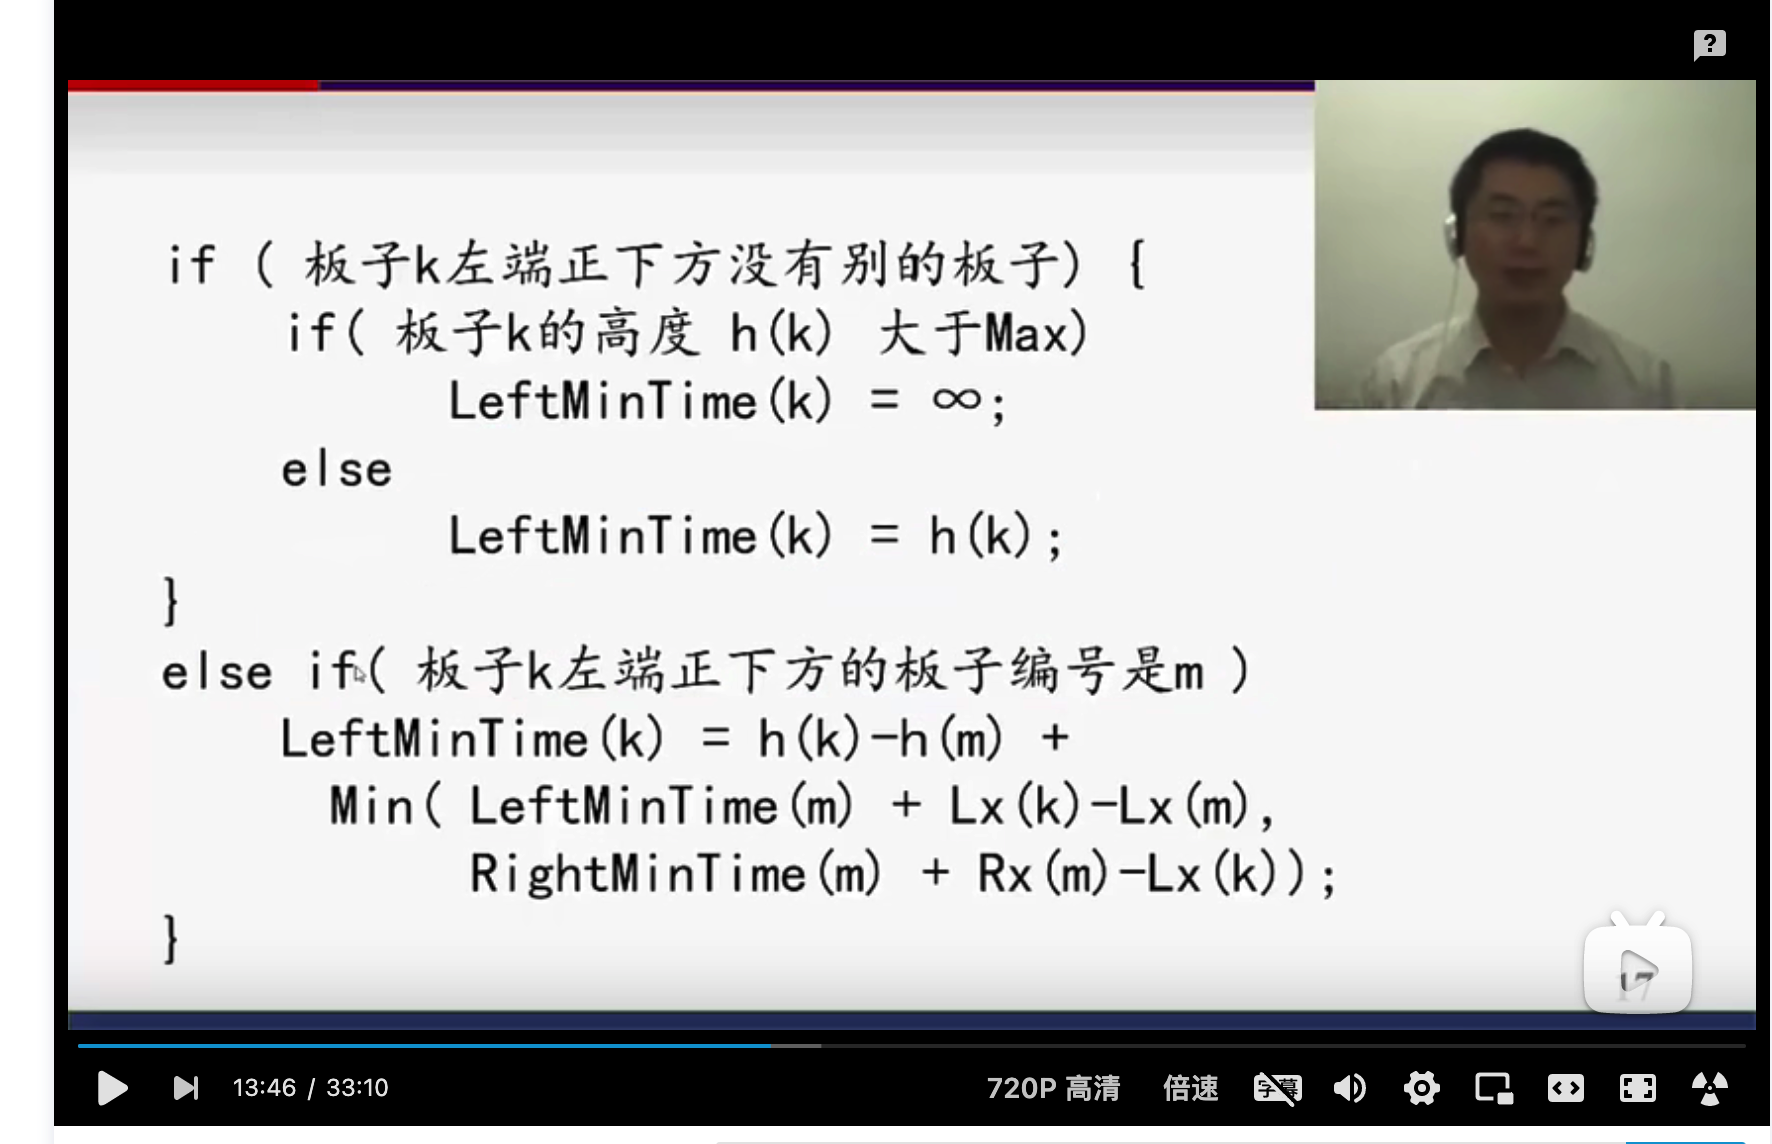 if ( 板子k左端正下方没有别的板子) {
if( 板子k的高度 h(k) 大于Max)
LeftMinTime(k) = ∞;
else
LeftMinTime(k) = h(k);
}
else if( 板子k左端正下方的板子编号是m )
LeftMinTime(k) = h(k)-h(m) +
Min( LeftMinTime(m) + Lx(k)-Lx(m),
RightMinTime(m) + Rx(m)-Lx(k));
}
17
13:46 / 33:10
720P 高清
倍速
字幕